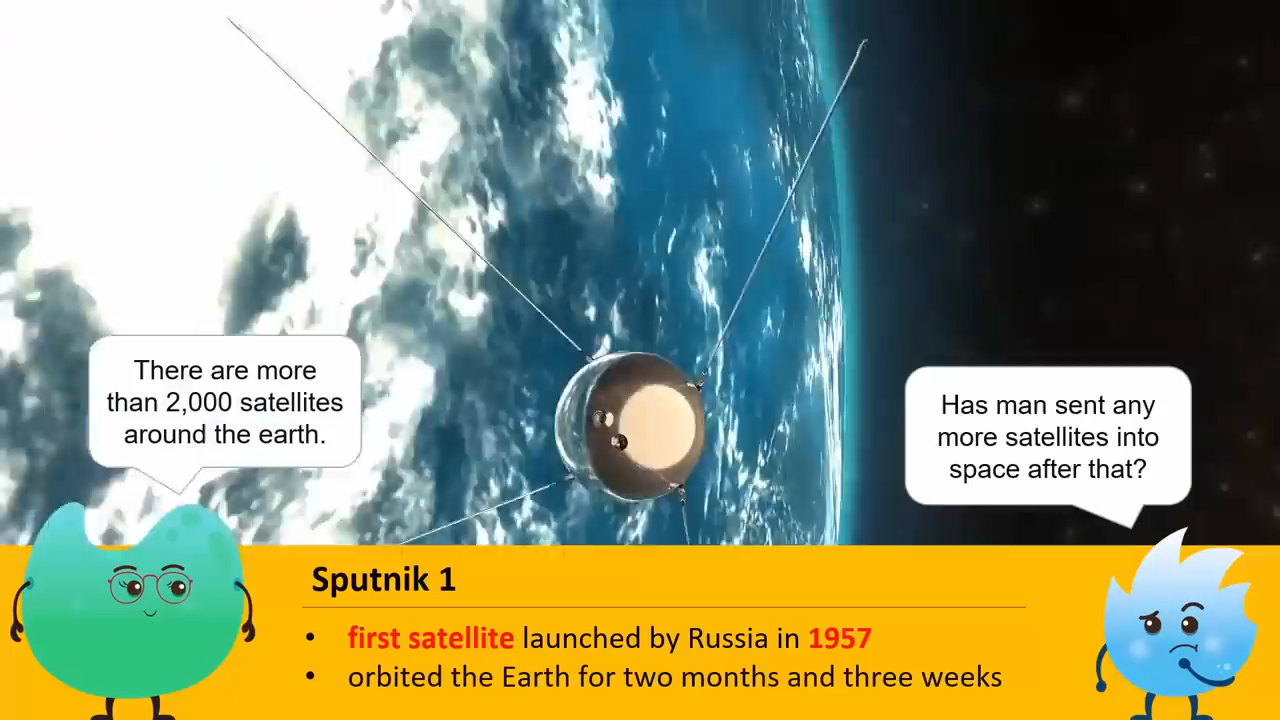 There are more
than 2,000 satellites
around the earth.
Has man sent any
more satellites into
space after that?
Sputnik 1
• first satellite launched by Russia in 1957
• orbited the Earth for two months and three weeks